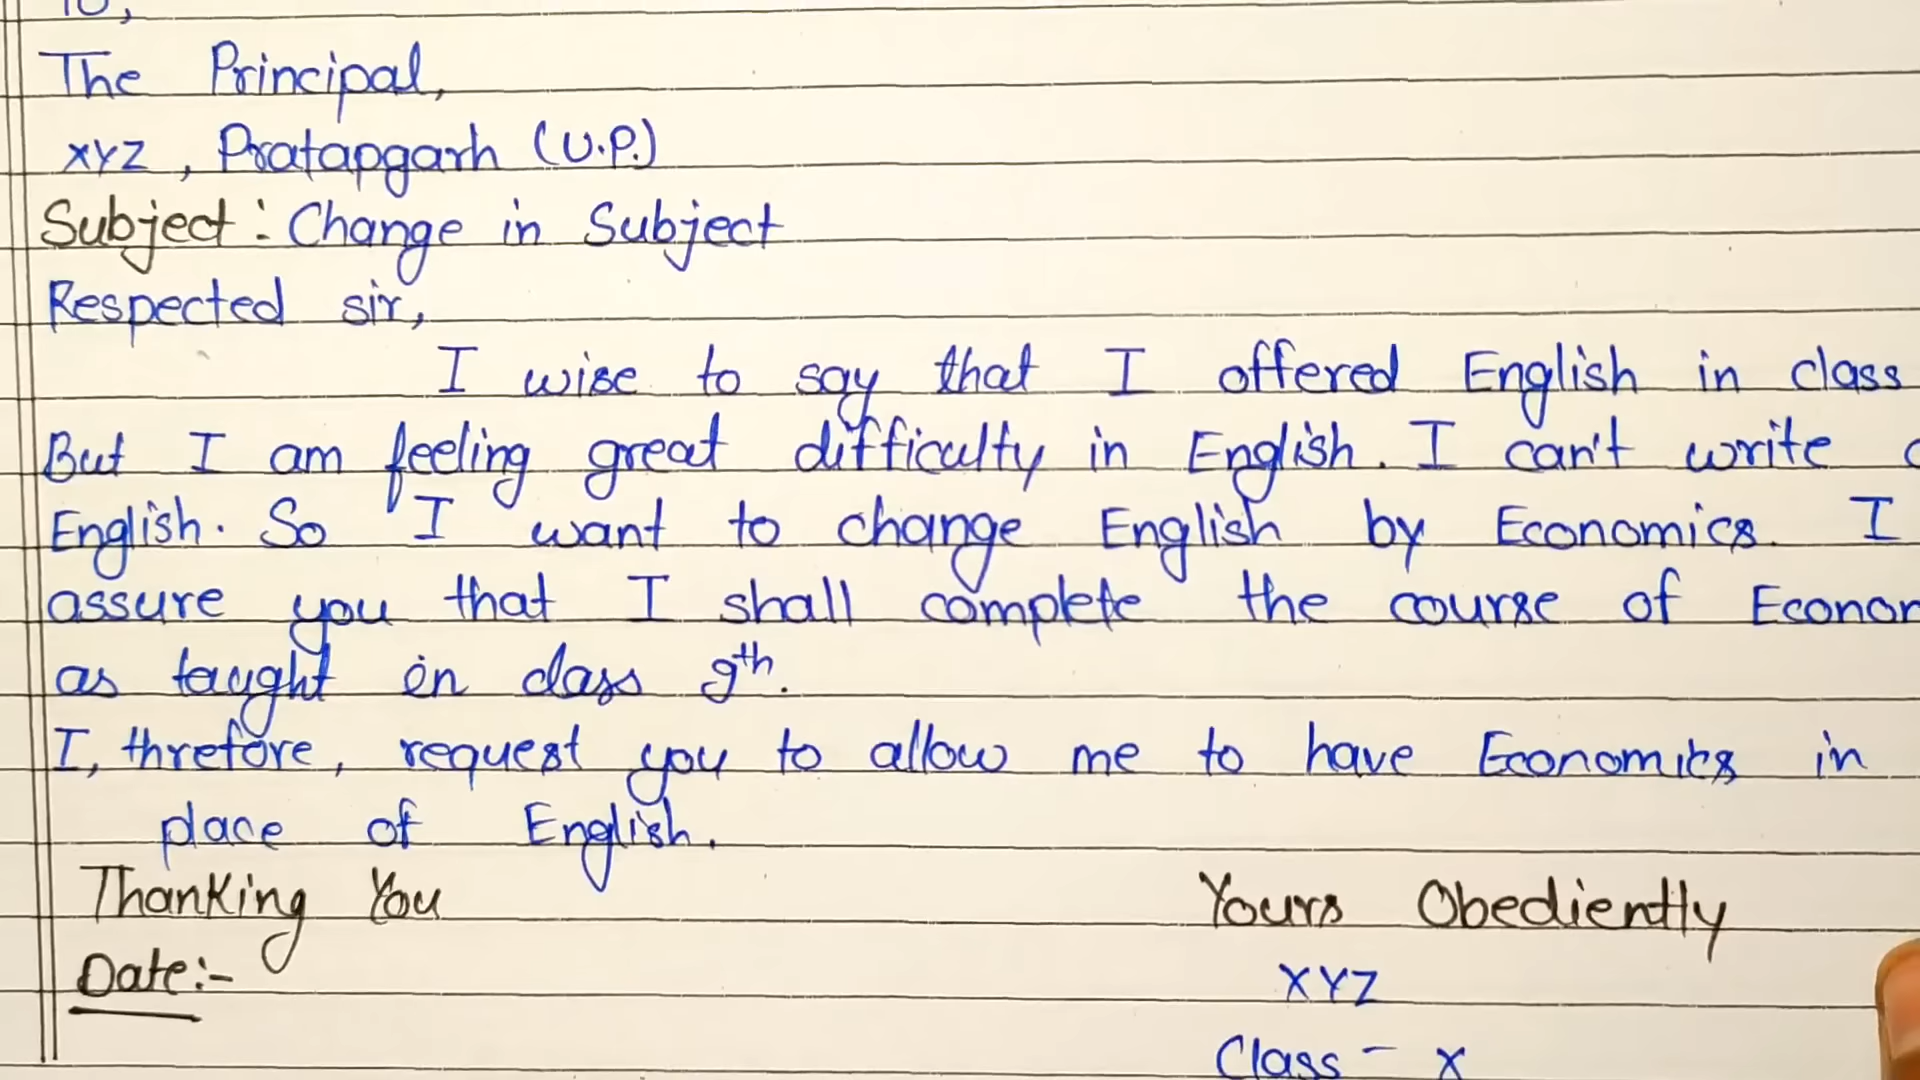 To,
The Principal,
XYZ, Pratapgarh (U.P.)
Subject: Change in Subject
Respected sir,
I wise to say that I offered English in class
But I am feeling great difficulty in English. I can't write
English. So I want to change English by Economics. I
assure you that I shall complete the course of Econom
as taught in class 9th.
I, threfore, request you to allow me to have Economics in
place of English.
Thanking You
Yours Obediently
Date:-
XYZ
Class - X